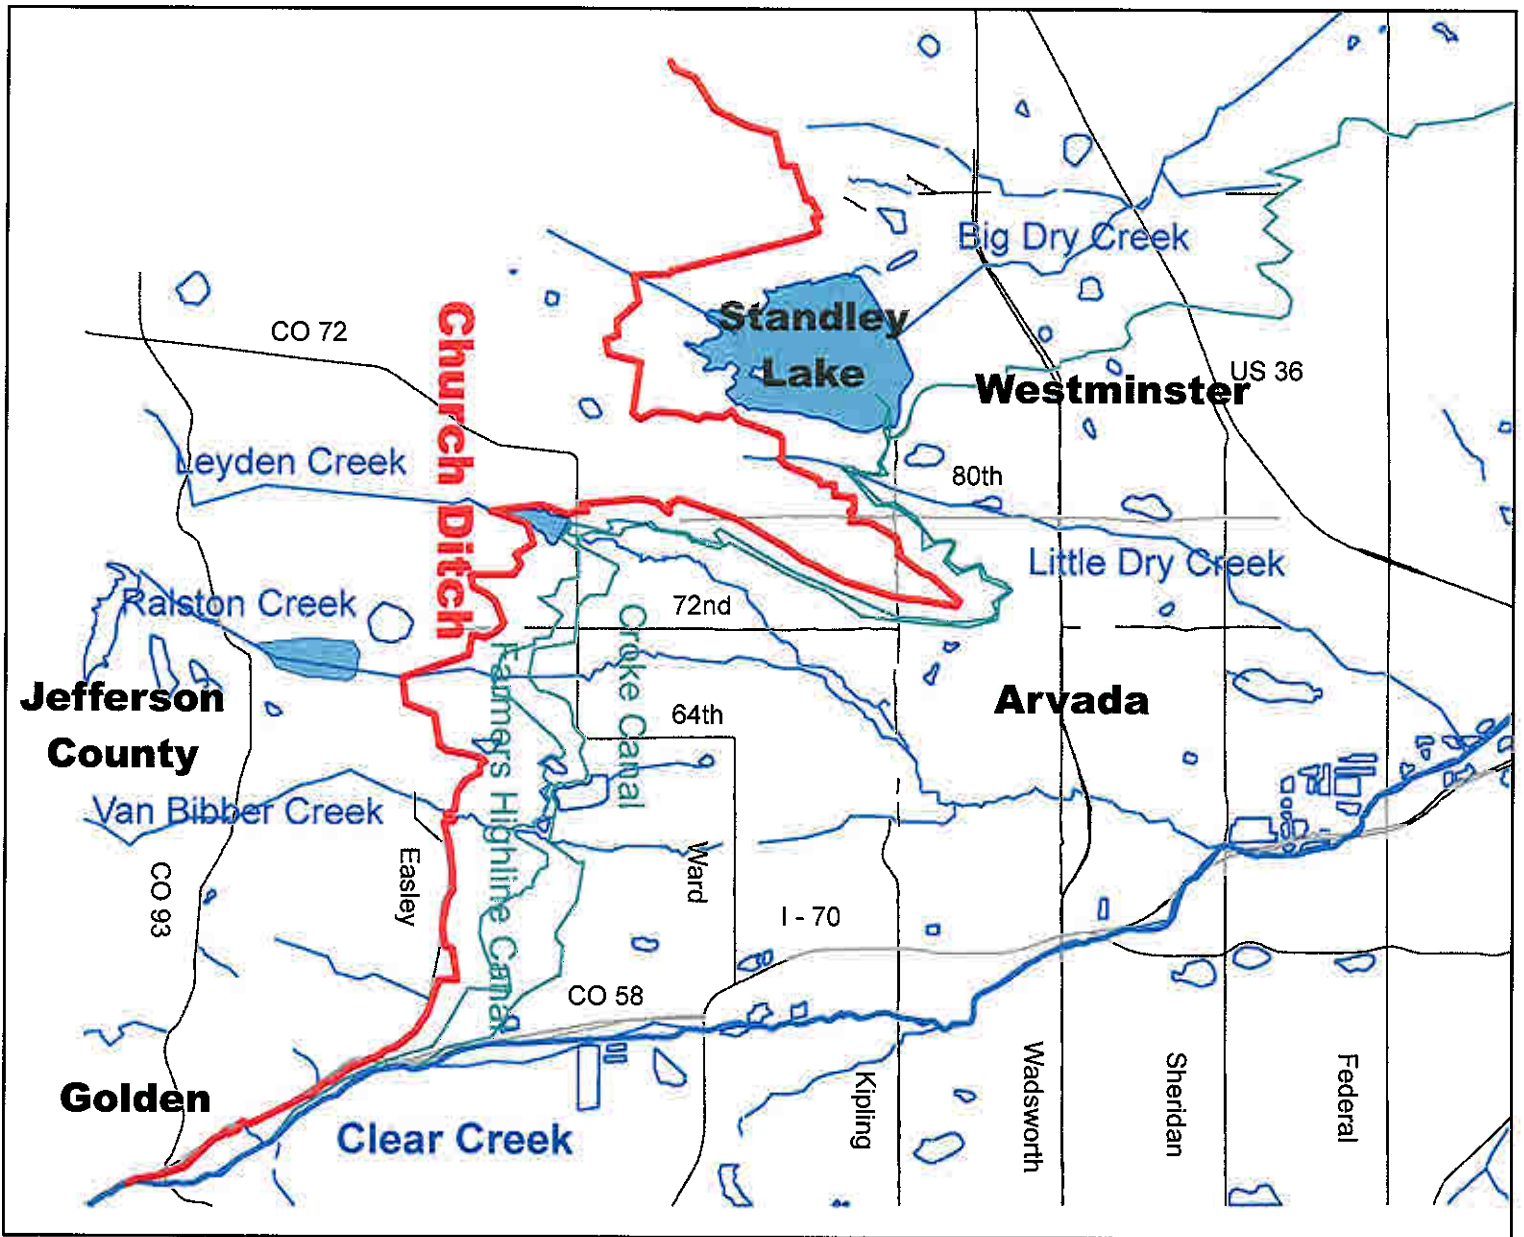 Big Dry Creek
Standley
Lake
CO 72
Church Ditch
US 36
Westminster
Leyden Creek
80th
Little Dry Creek
Ralston Creek
72nd
Croke Canal
Farmers Highline Canal
Jefferson
County
Arvada
64th
Van Bibber Creek
Easley
Ward
CO 93
I - 70
CO 58
Golden
Clear Creek
Kipling
Wadsworth
Sheridan
Federal